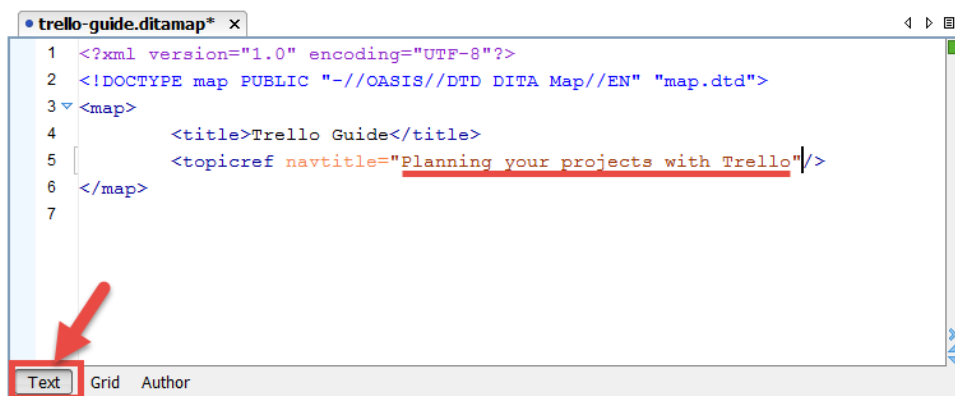 trello-guide.ditamap* ×
1 <?xml version="1.0" encoding="UTF-8"?>
2 <!DOCTYPE map PUBLIC "-//OASIS//DTD DITA Map//EN" "map.dtd">
3 <map>
4 <title>Trello Guide</title>
5 <topicref navtitle="Planning your projects with Trello"/>
6 </map>
7
Text Grid Author